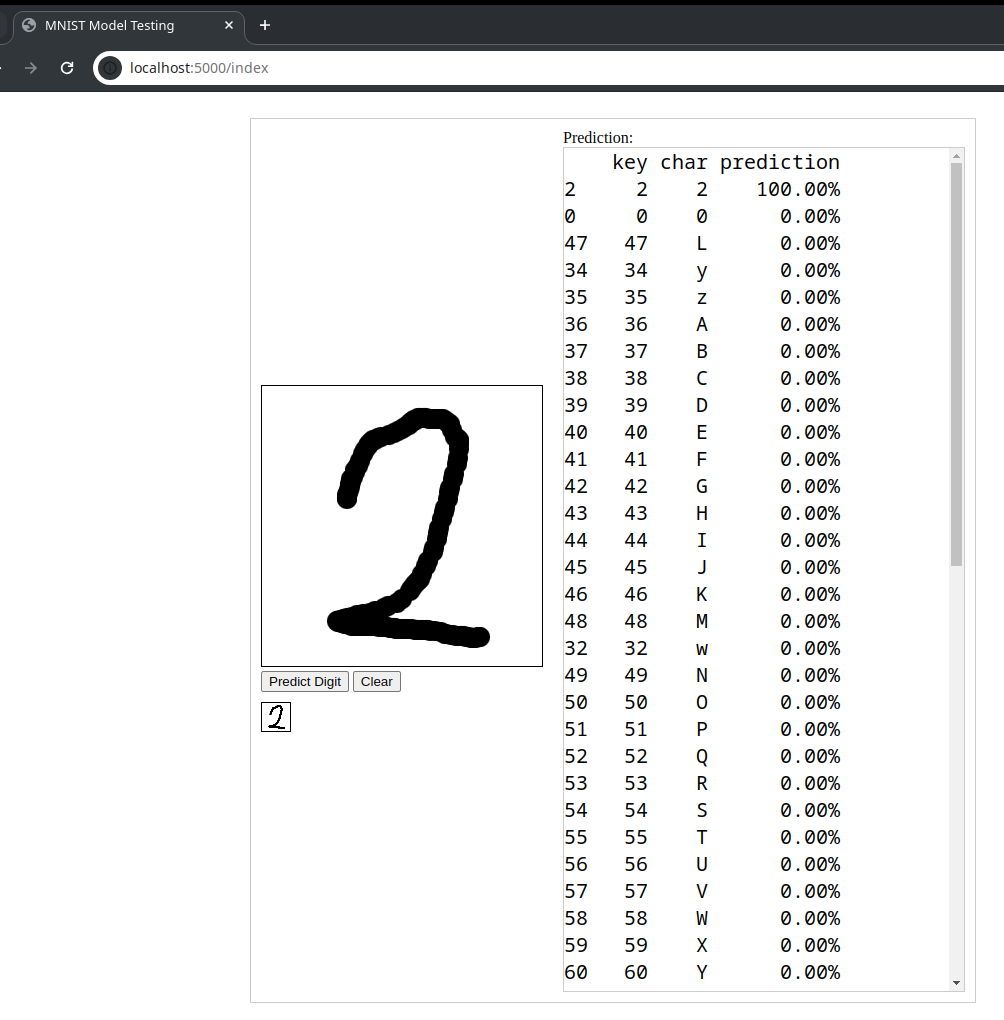 MNIST Model Testing
localhost:5000/index
Prediction:
key char prediction
2 2 2 100.00%
0 0 0 0.00%
47 47 L 0.00%
34 34 y 0.00%
35 35 z 0.00%
36 36 A 0.00%
37 37 B 0.00%
38 38 C 0.00%
39 39 D 0.00%
40 40 E 0.00%
41 41 F 0.00%
42 42 G 0.00%
43 43 H 0.00%
44 44 I 0.00%
45 45 J 0.00%
46 46 K 0.00%
48 48 M 0.00%
32 32 w 0.00%
49 49 N 0.00%
50 50 O 0.00%
51 51 P 0.00%
52 52 Q 0.00%
53 53 R 0.00%
54 54 S 0.00%
55 55 T 0.00%
56 56 U 0.00%
57 57 V 0.00%
58 58 W 0.00%
59 59 X 0.00%
60 60 Y 0.00%
2
Predict Digit Clear
2